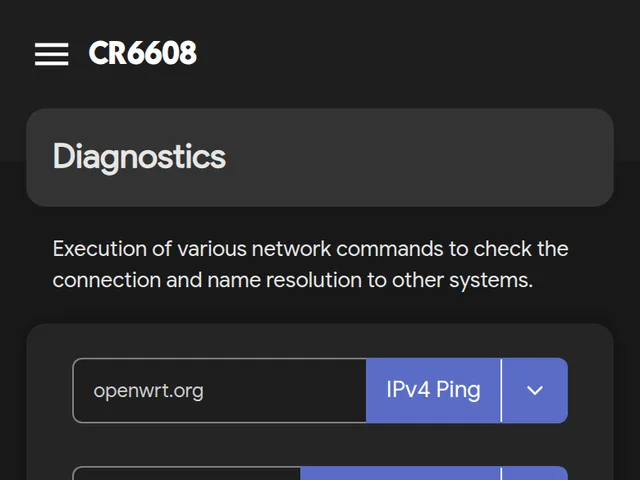 CR6608
Diagnostics
Execution of various network commands to check the
connection and name resolution to other systems.
openwrt.org IPv4 Ping